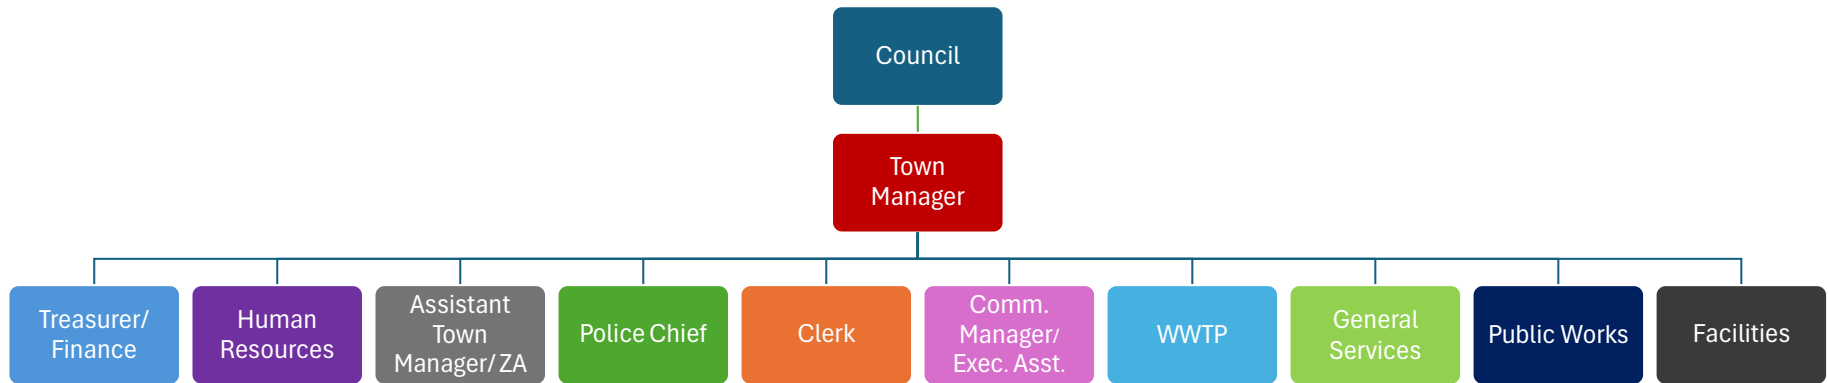 Council
Town
Manager
Treasurer/
Finance
Human
Resources
Assistant
Town
Manager/ ZA
Police Chief
Clerk
Comm.
Manager/
Exec. Asst.
WWTP
General
Services
Public Works
Facilities